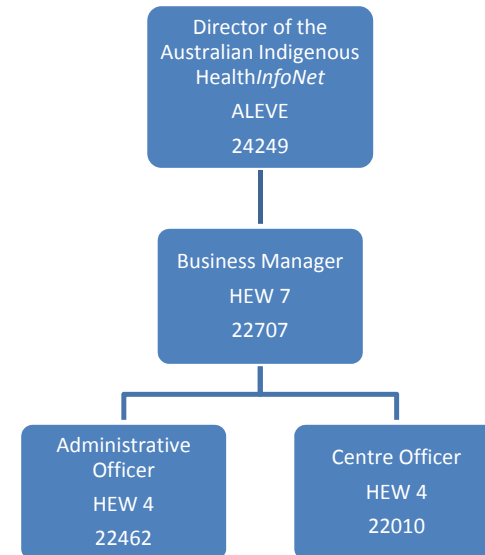 Director of the
Australian Indigenous
HealthInfoNet
ALEVE
24249
Business Manager
HEW 7
22707
Administrative
Officer
HEW 4
22462
Centre Officer
HEW 4
22010